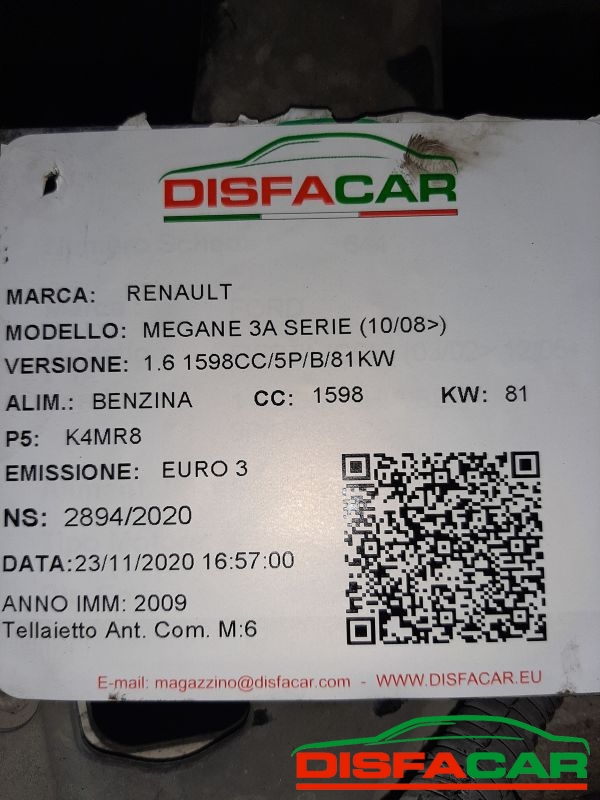 DISFACAR
MARCA: RENAULT
MODELLO: MEGANE 3A SERIE (10/08>)
VERSIONE: 1.6 1598CC/5P/B/81KW
ALIM.: BENZINA CC: 1598 KW: 81
P5: K4MR8
EMISSIONE: EURO 3
NS: 2894/2020
DATA:23/11/2020 16:57:00
ANNO IMM: 2009
Tellaietto Ant. Com. M:6
E-mail: magazzino@disfacar.com - WWW.DISFACAR.EU
DISFACAR